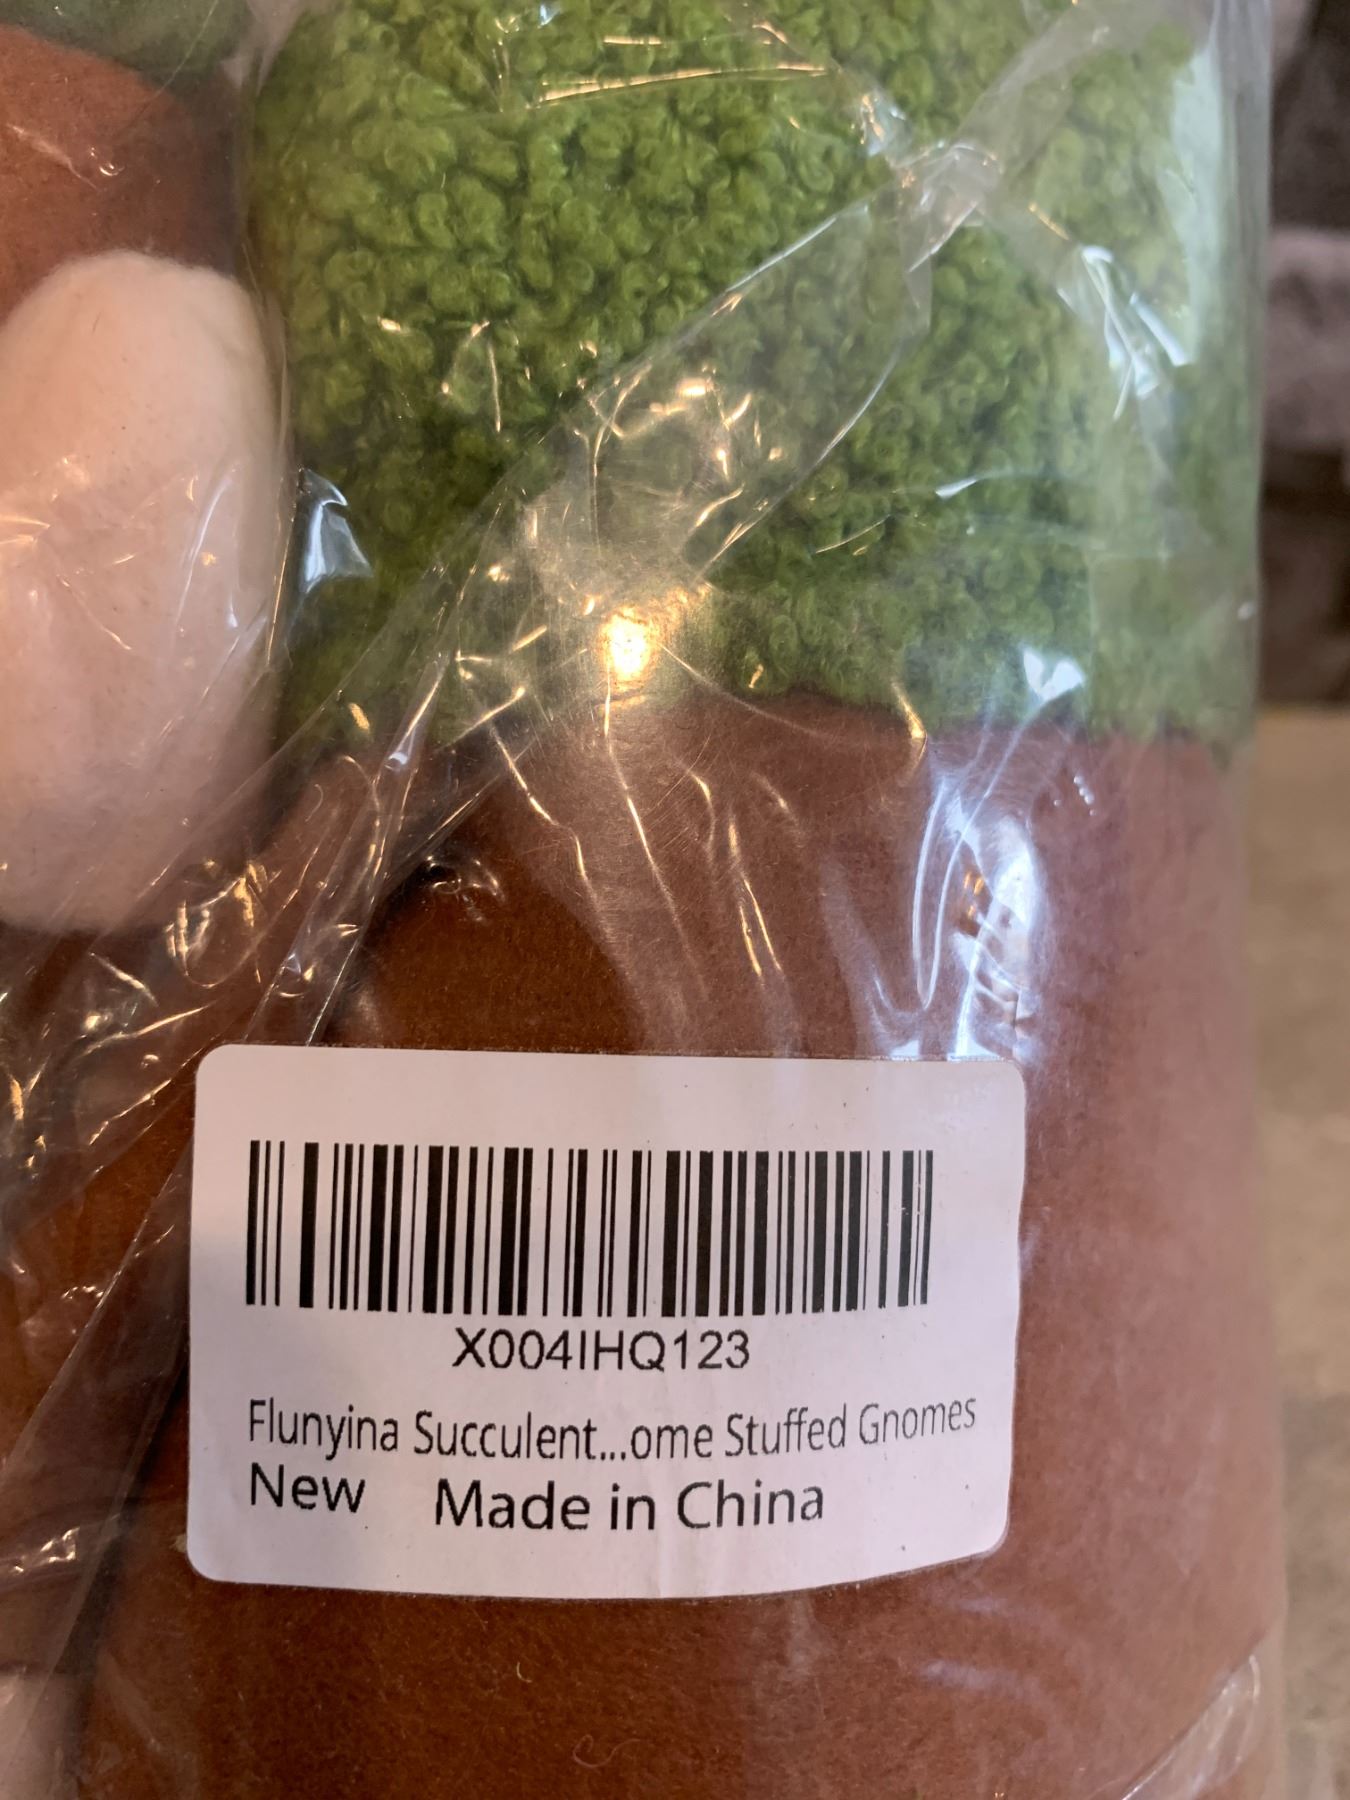 X004IHQ123
Flunyina Succulent...ome Stuffed Gnomes
New Made in China